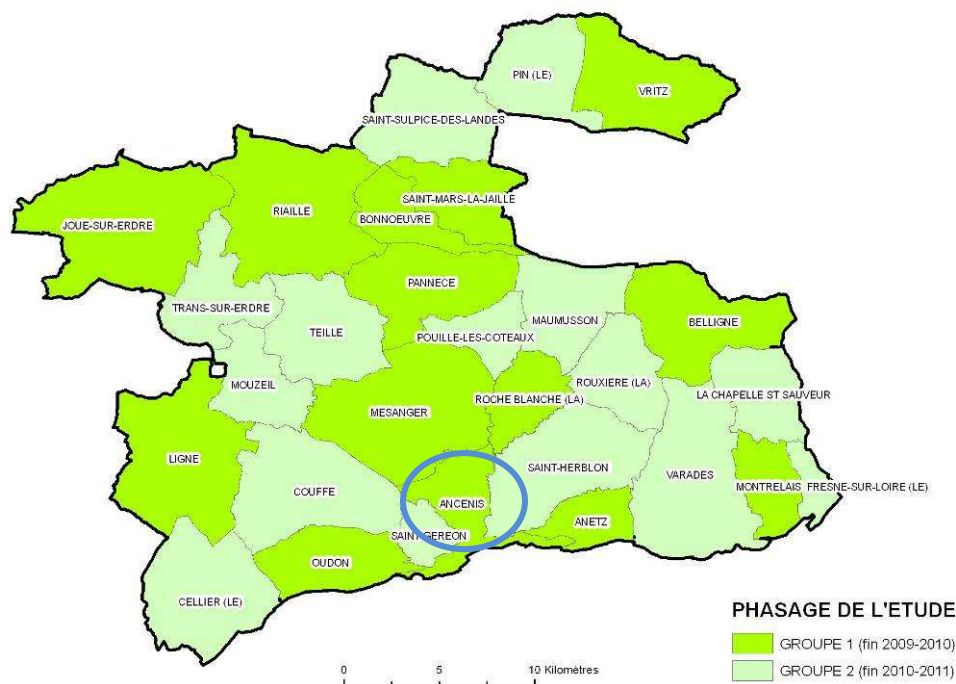 PIN (LE)
VRITZ
SAINT-SULPICE-DES-LANDES
SAINT-MARS-LA-JAILLE
RIAILLE
BONNOEUVRE
JOUE-SUR-ERDRE
PANNECE
TRANS-SUR-ERDRE
MAUMUSSON
BELLIGNE
TEILLE
POUILLE-LES-COTEAUX
MOUZEIL
ROUXIERE (LA)
LA CHAPELLE ST SAUVEUR
ROCHE BLANCHE (LA)
MESANGER
LIGNE
SAINT-HERBLON
VARADES
COUFFE
MONTRELAIS
FRESNE-SUR-LOIRE (LE)
ANCENIS
ANETZ
SAINT-GEREON
OUDON
CELLIER (LE)
PHASAGE DE L'ETUDE
GROUPE 1 (fin 2009-2010)
GROUPE 2 (fin 2010-2011)
0 5 10 Kilomètres